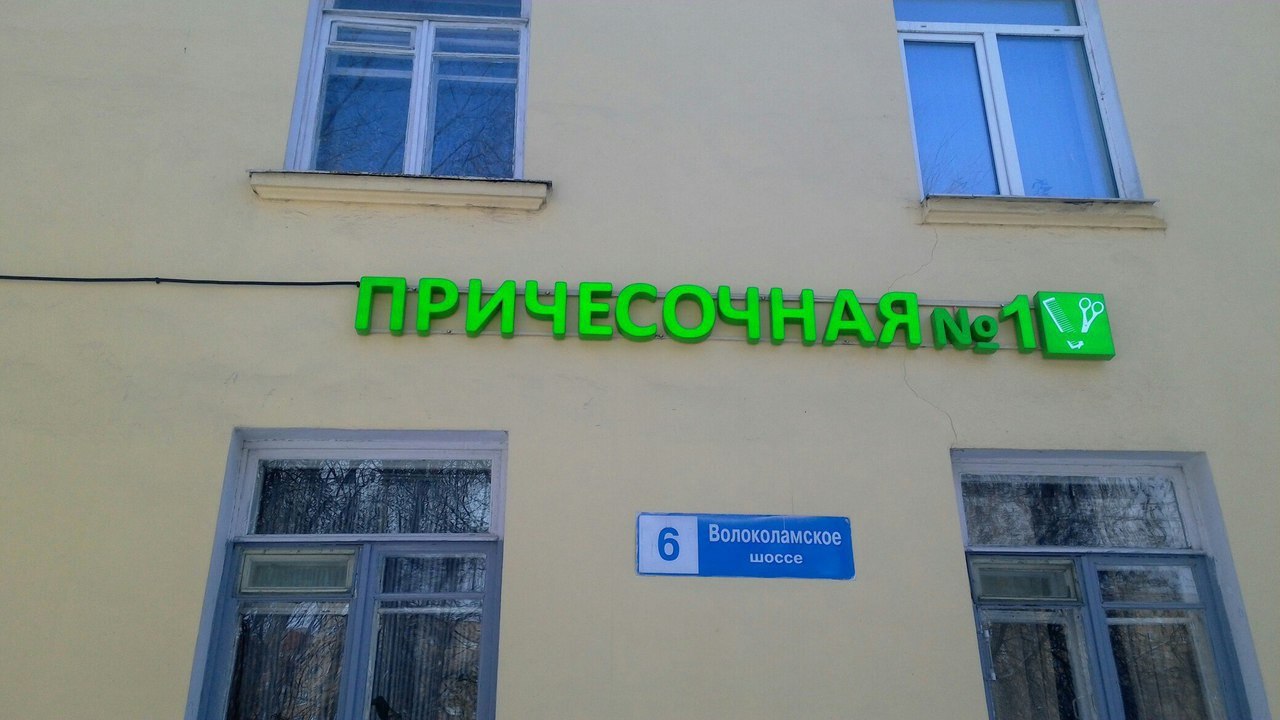 ПРИЧЕСОЧНАЯ №1
6 Волоколамское
шоссе